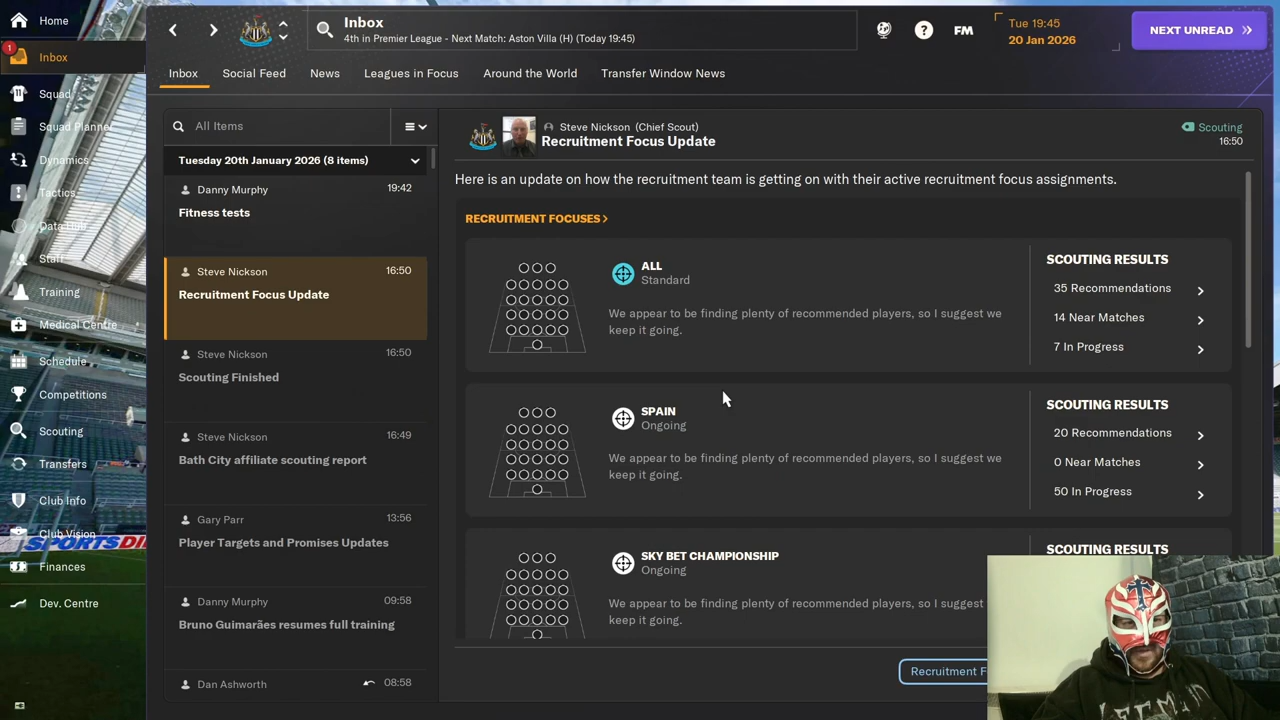 Home
1
Inbox
Squad
Squad Planner
Dynamics
Tactics
Data Hub
Staff
Training
Medical Centre
Schedule
Competitions
Scouting
Transfers
Club Info
Club Vision
SPORTS DI
Finances
Dev. Centre
Inbox
4th in Premier League - Next Match: Aston Villa (H) (Today 19:45)
?
FM
Tue 19:45
20 Jan 2026
NEXT UNREAD
Inbox
Social Feed
News
Leagues in Focus
Around the World
Transfer Window News
All Items
Tuesday 20th January 2026 (8 items)
Danny Murphy 19:42
Fitness tests
Steve Nickson 16:50
Recruitment Focus Update
Steve Nickson 16:50
Scouting Finished
Steve Nickson 16:49
Bath City affiliate scouting report
Gary Parr 13:56
Player Targets and Promises Updates
Danny Murphy 09:58
Bruno Guimarães resumes full training
Dan Ashworth 08:58
Steve Nickson (Chief Scout)
Recruitment Focus Update
Scouting
16:50
Here is an update on how the recruitment team is getting on with their active recruitment focus assignments.
RECRUITMENT FOCUSES >
ALL
Standard
We appear to be finding plenty of recommended players, so I suggest we
keep it going.
SCOUTING RESULTS
35 Recommendations
14 Near Matches
7 In Progress
SPAIN
Ongoing
We appear to be finding plenty of recommended players, so I suggest we
keep it going.
SCOUTING RESULTS
20 Recommendations
0 Near Matches
50 In Progress
SKY BET CHAMPIONSHIP
Ongoing
We appear to be finding plenty of recommended players, so I suggest
keep it going.
SCOUTING RESULTS
Recruitment F